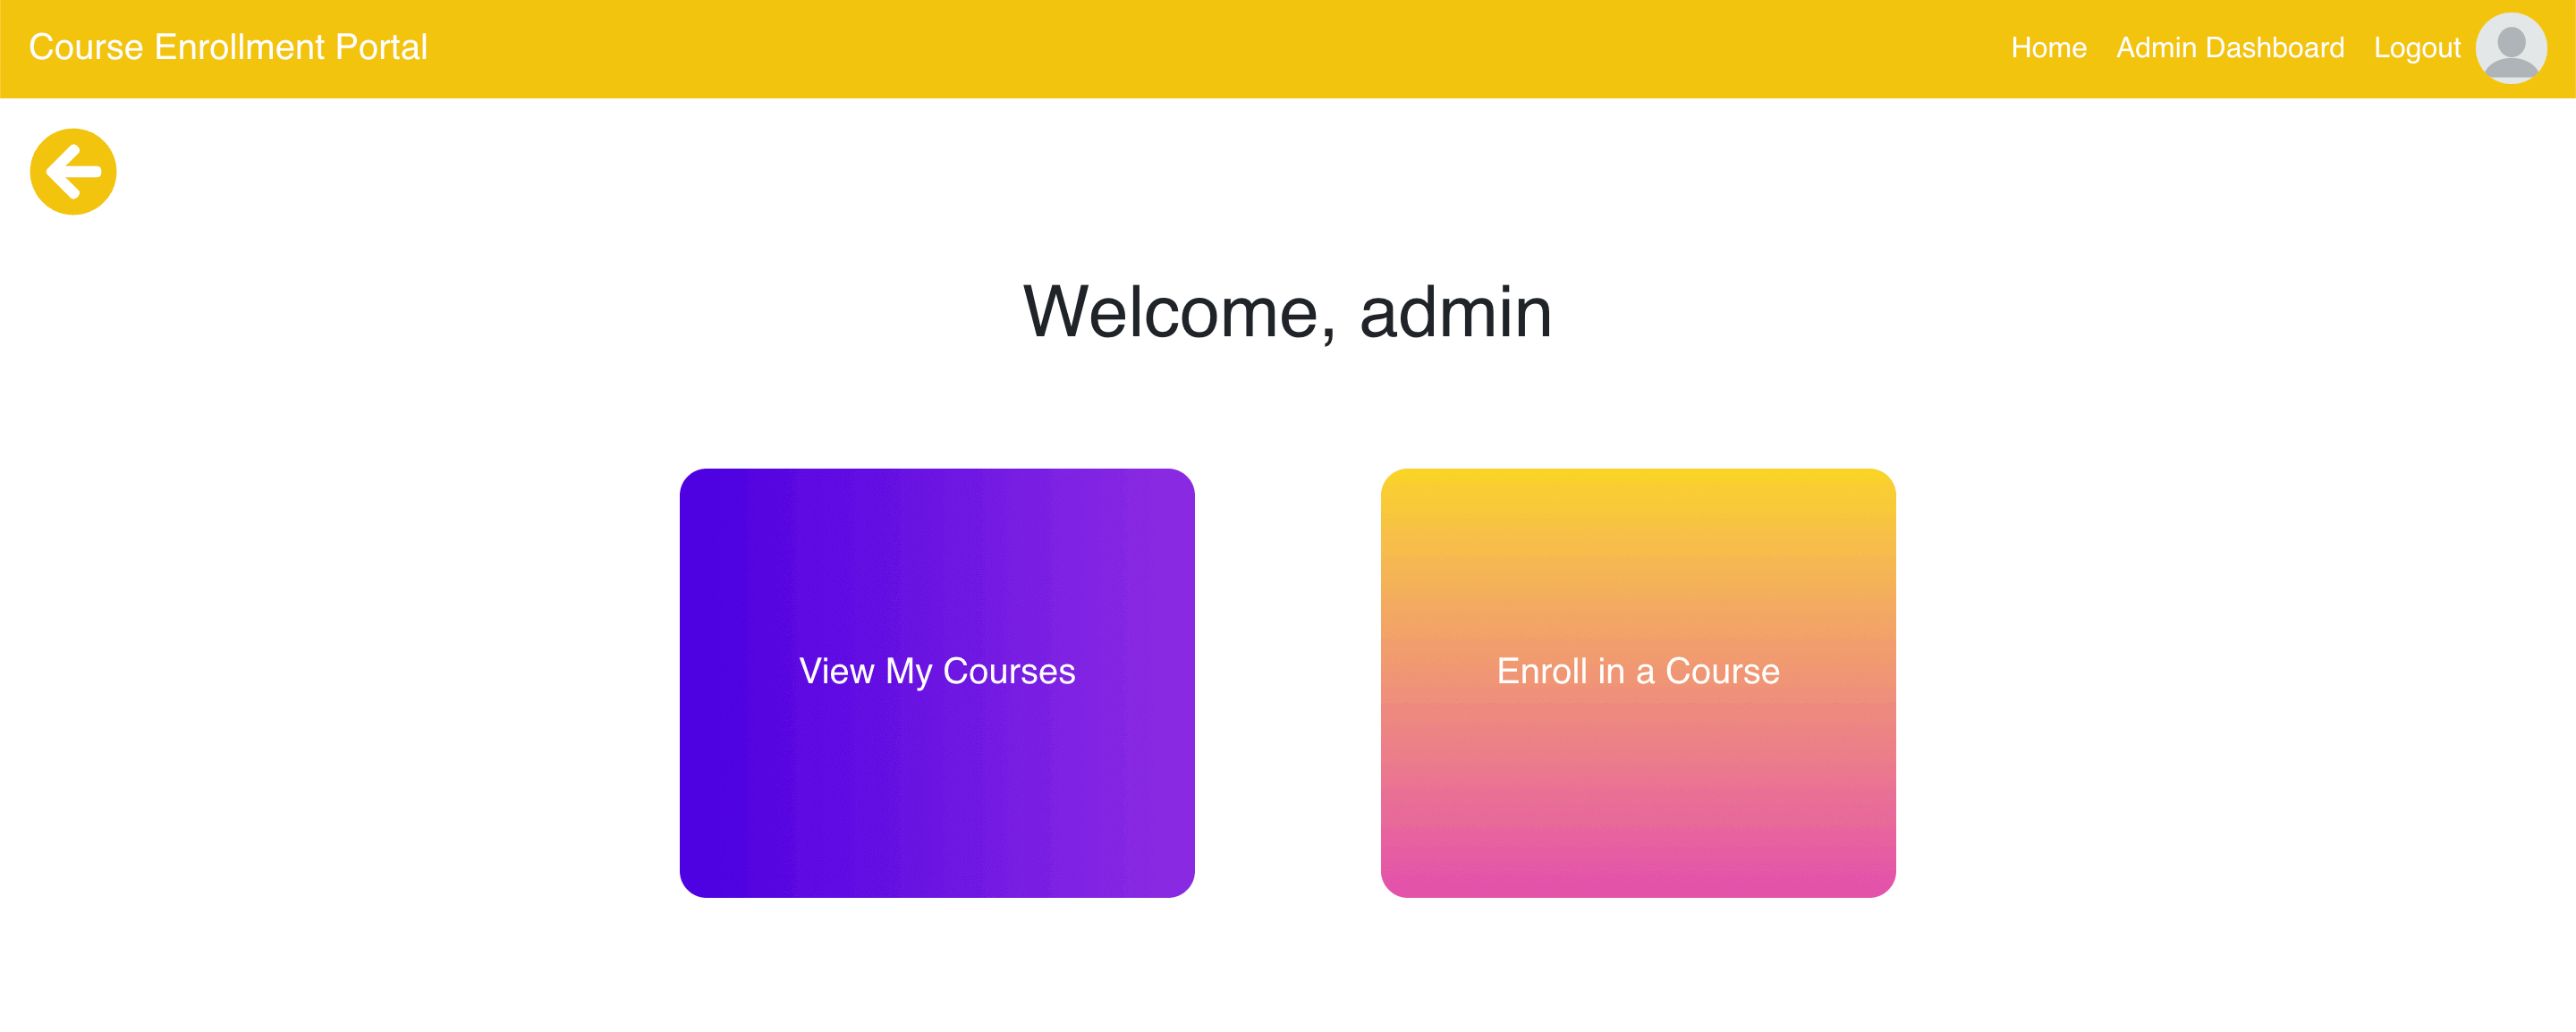 Course Enrollment Portal
Home Admin Dashboard Logout
Welcome, admin
View My Courses
Enroll in a Course